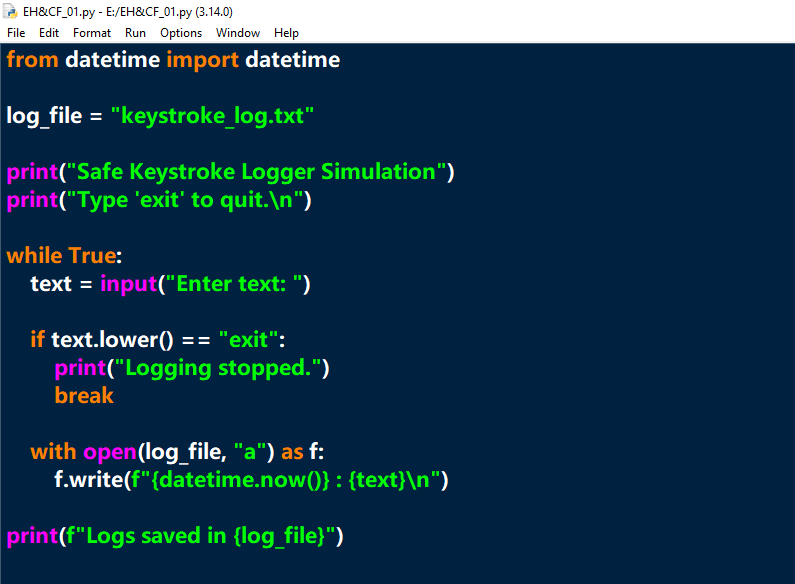 EH&CF_01.py - E:/EH&CF_01.py (3.14.0)
File Edit Format Run Options Window Help
from datetime import datetime
log_file = "keystroke_log.txt"
print("Safe Keystroke Logger Simulation")
print("Type 'exit' to quit.\n")
while True:
    text = input("Enter text: ")
    if text.lower() == "exit":
        print("Logging stopped.")
        break
    with open(log_file, "a") as f:
        f.write(f"{datetime.now()} : {text}\n")
print(f"Logs saved in {log_file}")